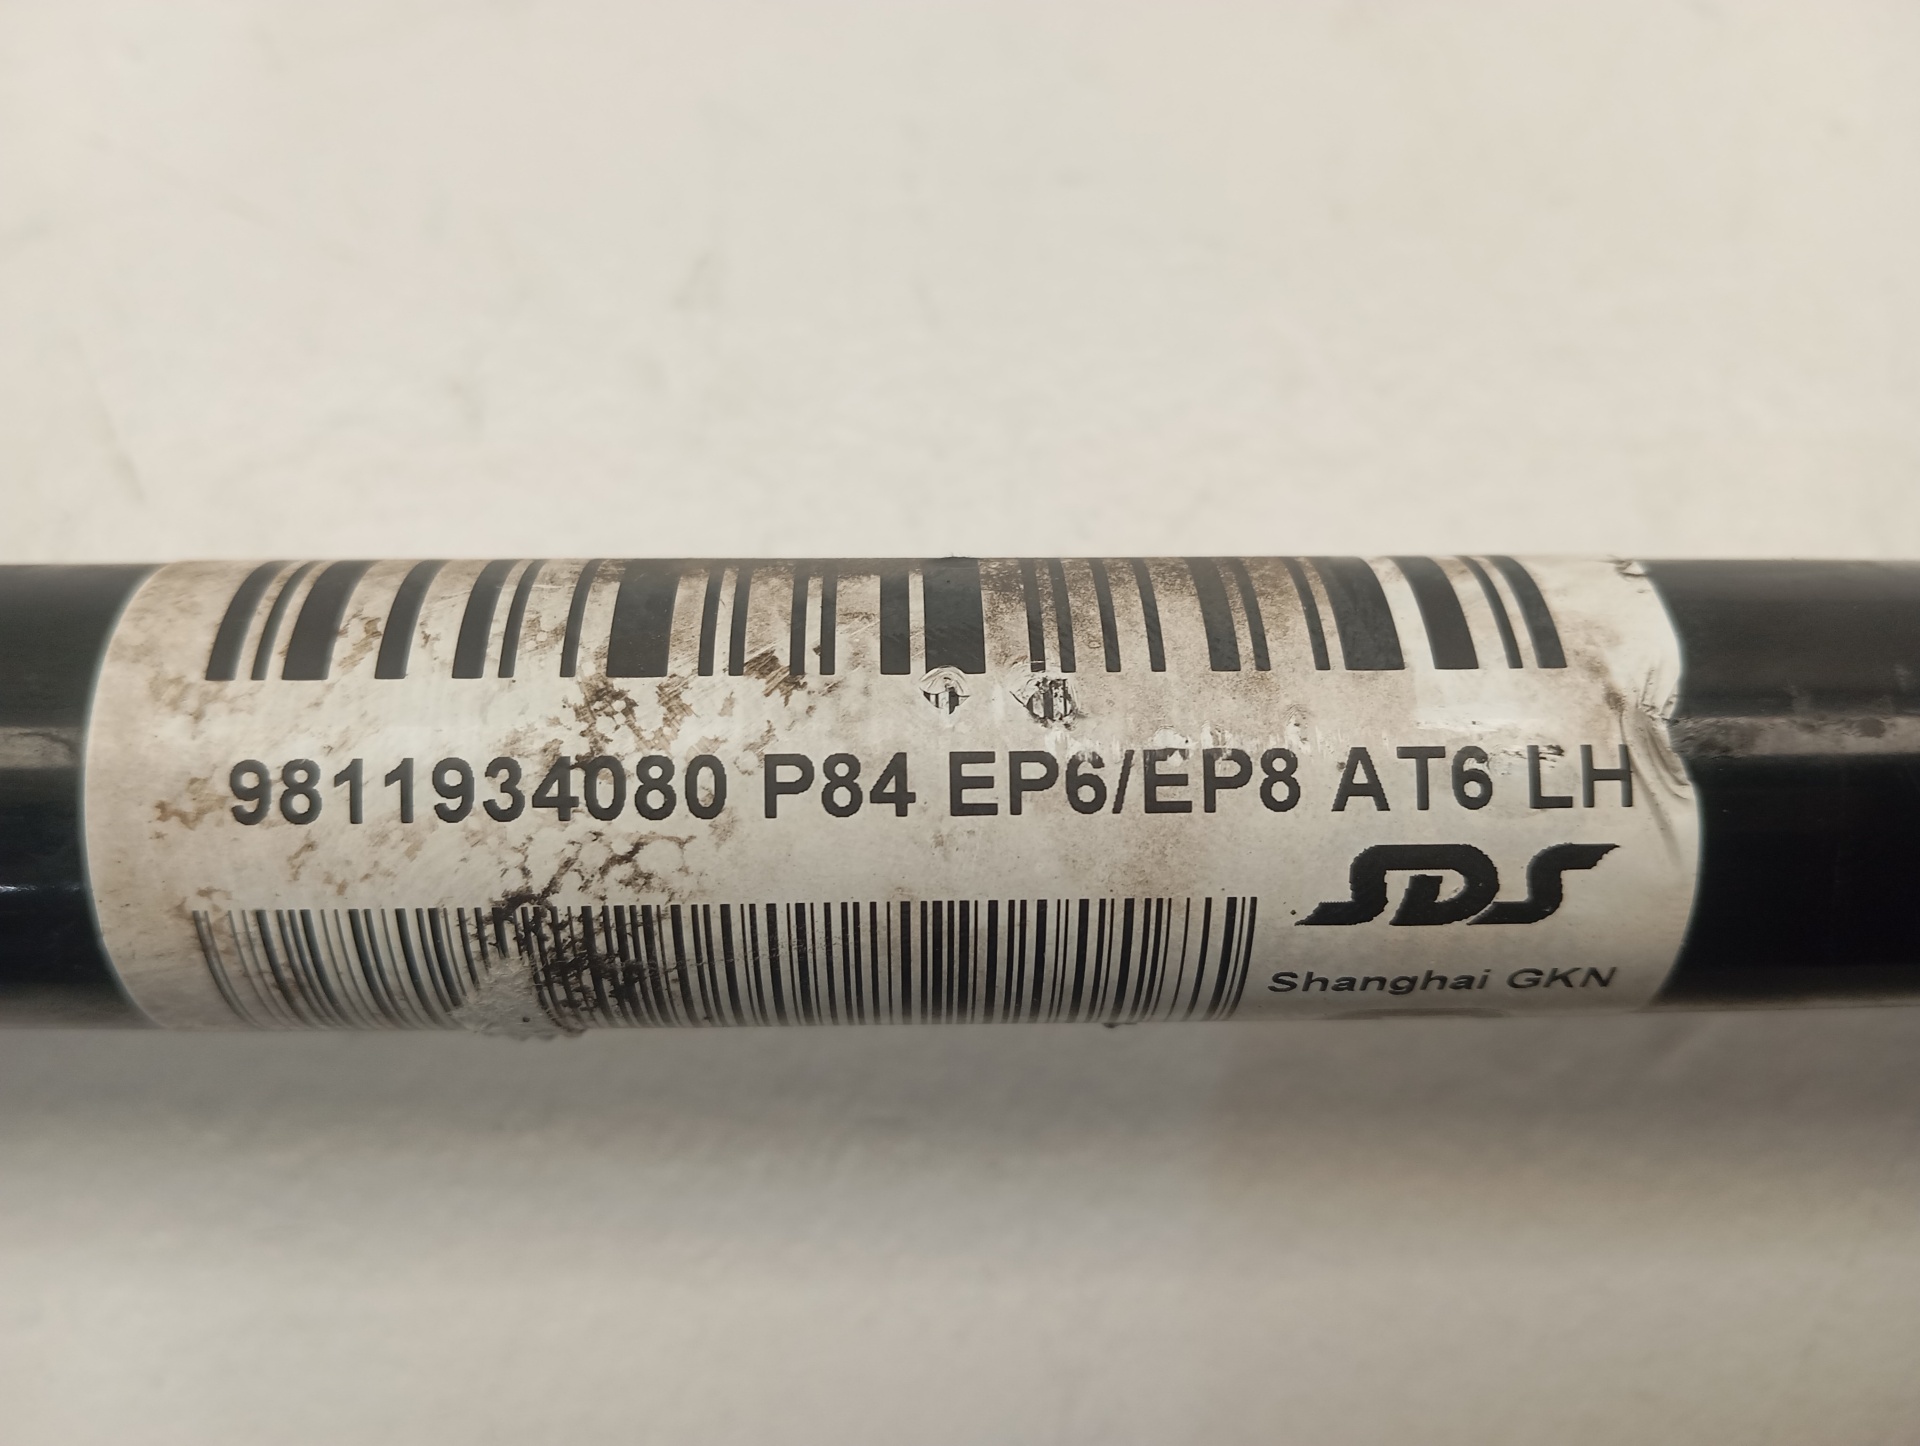 9811934080 P84 EP6/EP8 AT6 LH
SDS
Shanghai GKN